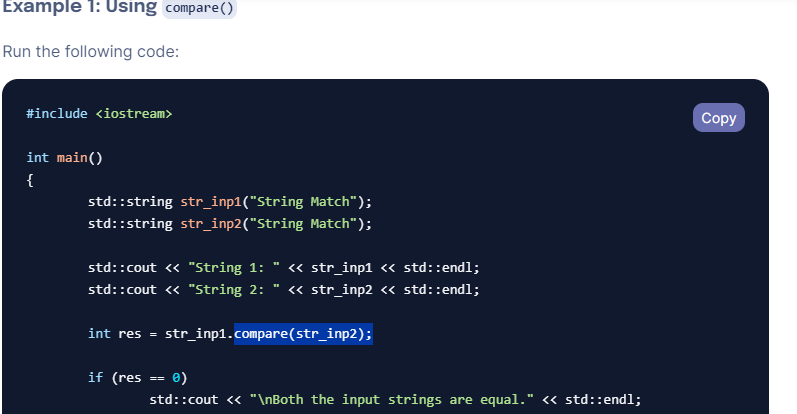 Example 1: Using compare()
Run the following code:
Copy
#include <iostream>
int main()
{
std::string str_inp1("String Match");
std::string str_inp2("String Match");
std::cout << "String 1: " << str_inp1 << std::endl;
std::cout << "String 2: " << str_inp2 << std::endl;
int res = str_inp1.compare(str_inp2);
if (res == 0)
std::cout << "\nBoth the input strings are equal." << std::endl;